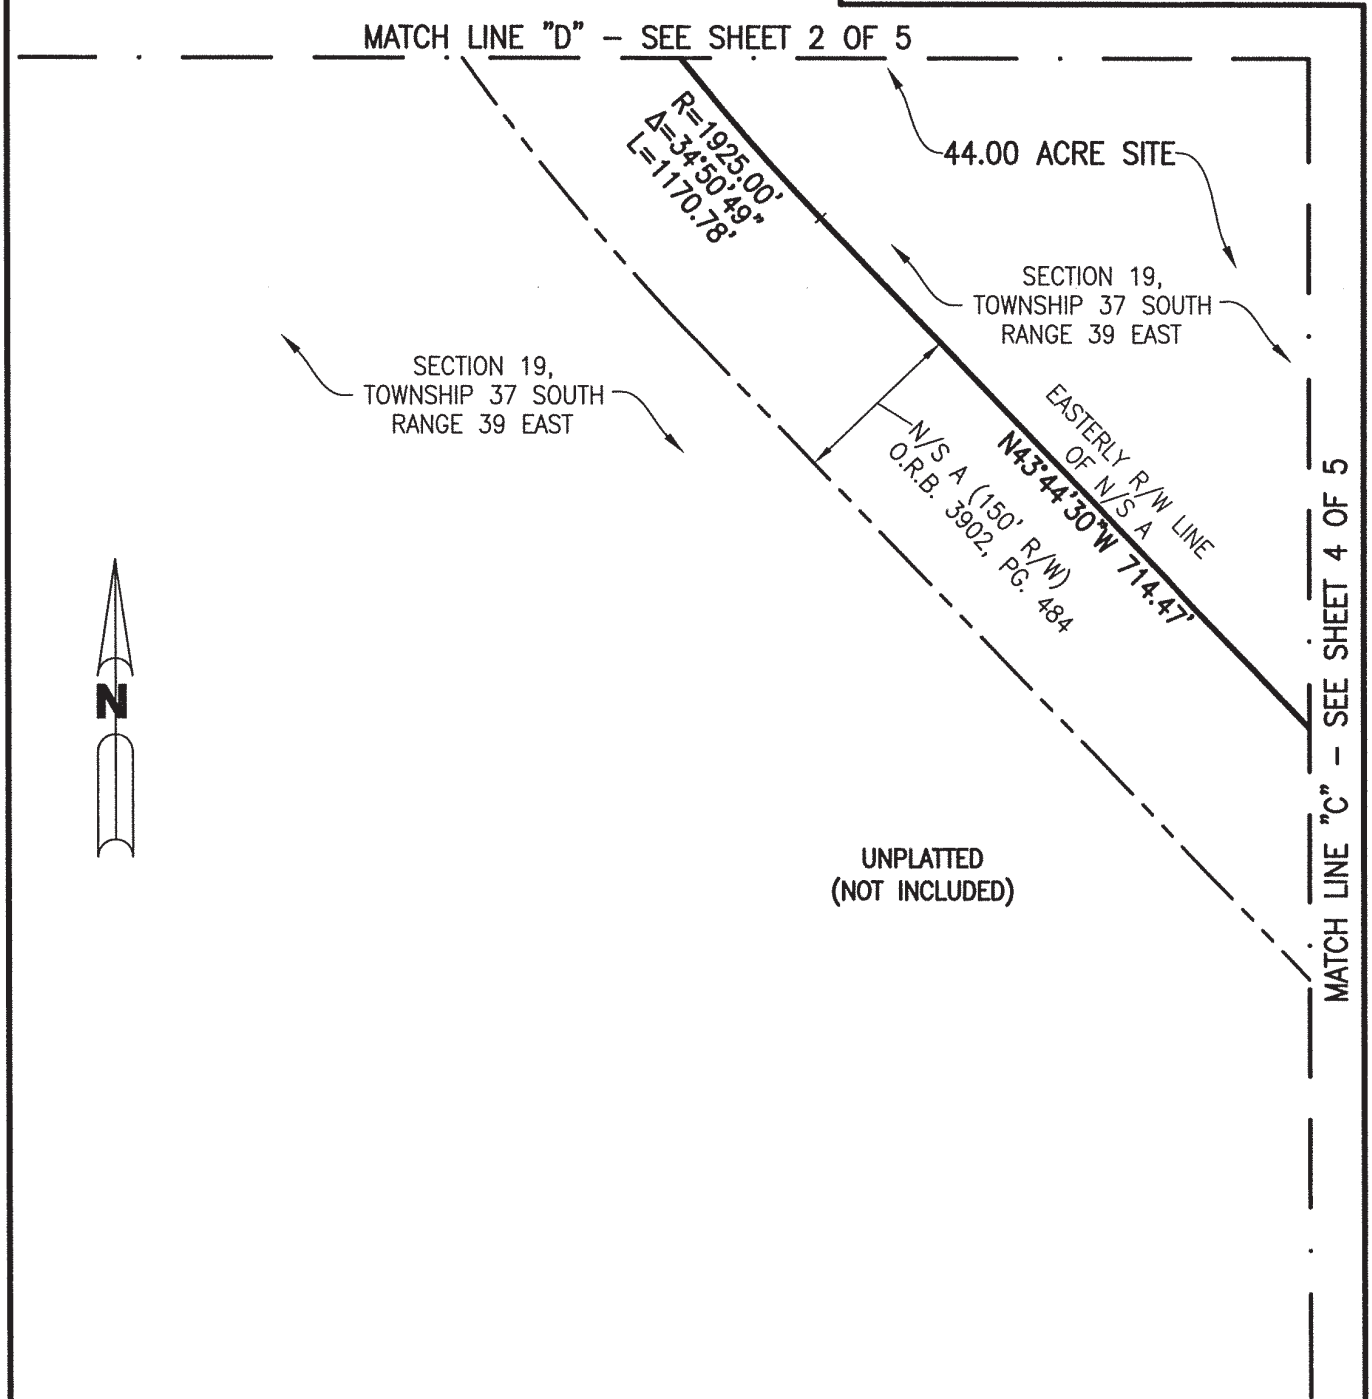 MATCH LINE "D" - SEE SHEET 2 OF 5
R=1925.00'
Δ=34°50'49"
L=1170.78'
44.00 ACRE SITE
SECTION 19,
TOWNSHIP 37 SOUTH
RANGE 39 EAST
SECTION 19,
TOWNSHIP 37 SOUTH
RANGE 39 EAST
EASTERLY R/W LINE
OF N/S A
N43°44'30"W 714.47'
N/S A (150' R/W)
O.R.B. 3902, PG. 484
MATCH LINE "C" - SEE SHEET 4 OF 5
N
UNPLATTED
(NOT INCLUDED)